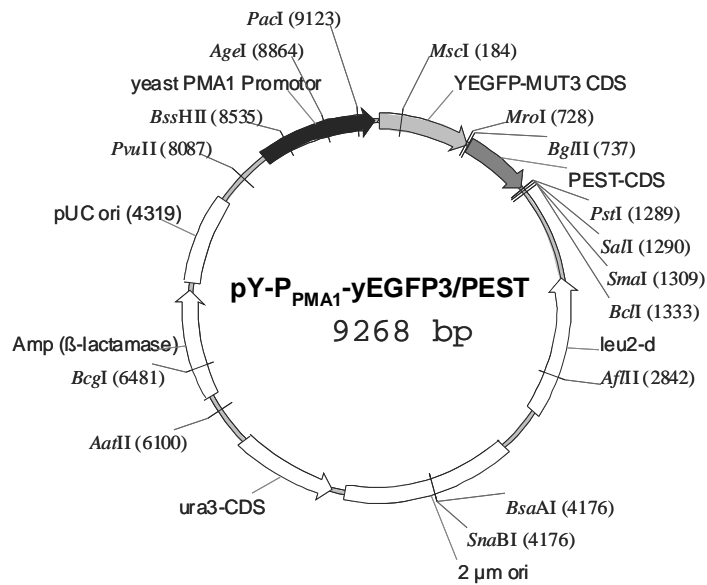 PacI (9123)
AgeI (8864)
MscI (184)
yeast PMA1 Promotor
YEGFP-MUT3 CDS
BssHII (8535)
MroI (728)
PvuII (8087)
BglII (737)
PEST-CDS
pUC ori (4319)
PstI (1289)
SalI (1290)
SmaI (1309)
BclI (1333)
pY-PPMA1-yEGFP3/PEST
9268 bp
Amp (ß-lactamase)
leu2-d
BcgI (6481)
AflII (2842)
AatII (6100)
ura3-CDS
BsaAI (4176)
SnaBI (4176)
2 µm ori